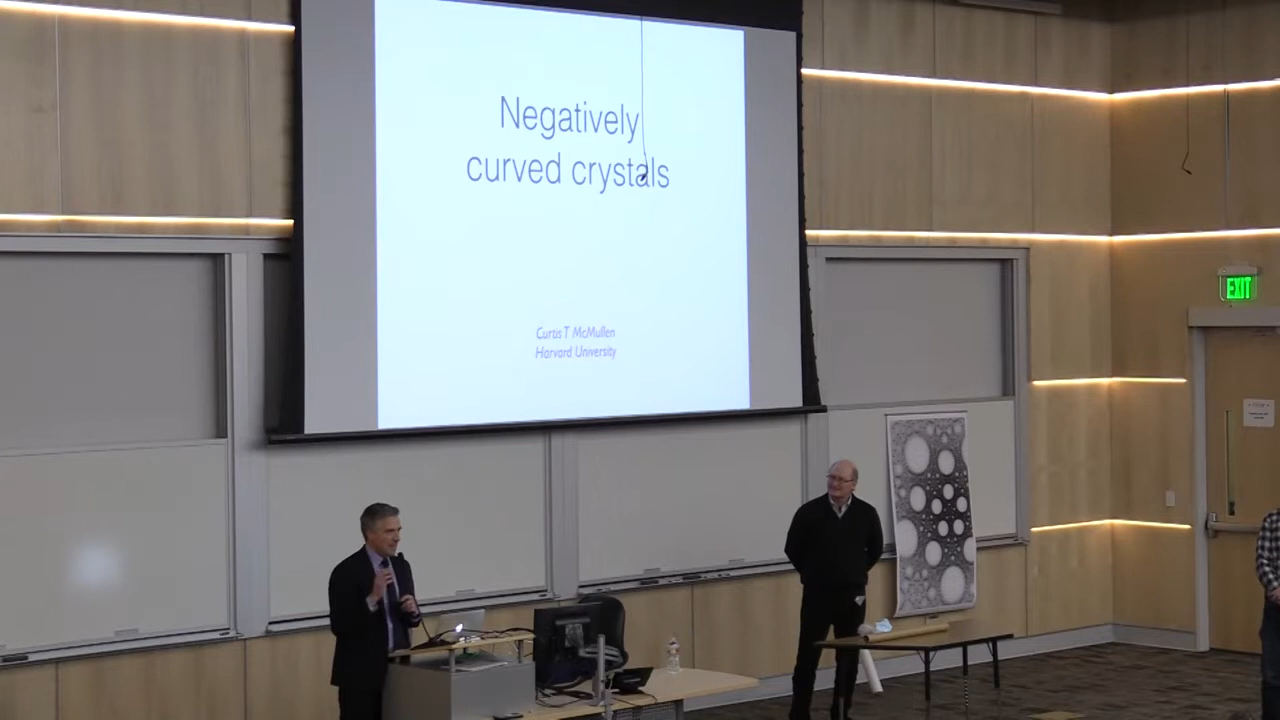 Negatively
curved crystals
Curtis T McMullen
Harvard University
EXIT